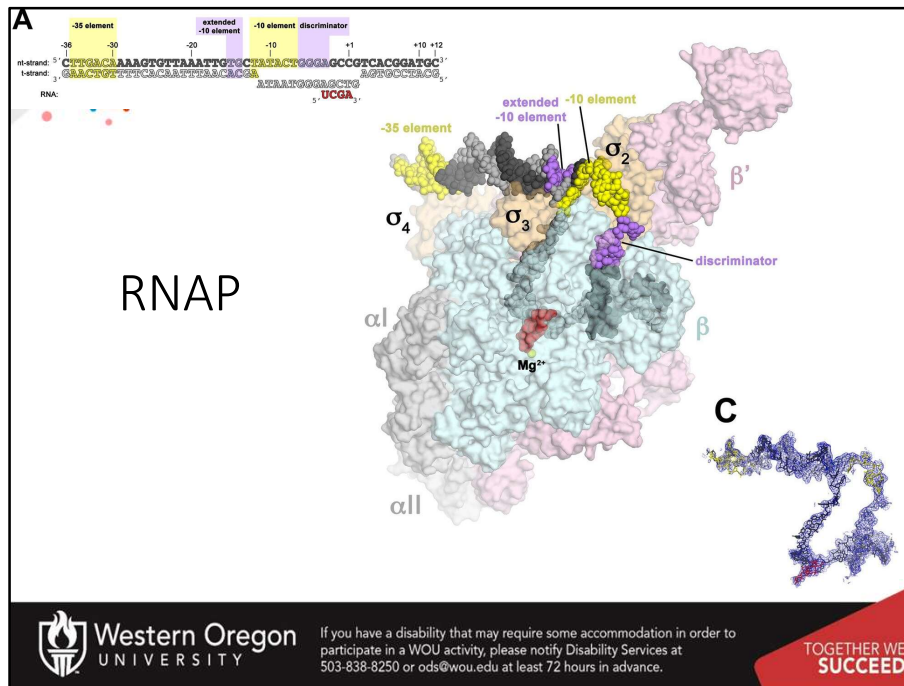 A
-35 element
extended
-10 element
-10 element
discriminator
-36 -30 -20 -10 +1 +10 +12
nt-strand: 5' CTTGACAAAAGTGTTAAATTGTGCTATACTGGGAGCCGTCACGGATGC
t-strand: 3' GAACTGTTTTCACAATTTAACACGA
ATAATGGGAGCTG
AGTGCCTACG
RNA: 5' UCGA 3'
-35 element
extended
-10 element
-10 element
σ2
β'
σ4
σ3
discriminator
RNAP
αI
β
Mg2+
C
αII
Western Oregon
UNIVERSITY
If you have a disability that may require some accommodation in order to
participate in a WOU activity, please notify Disability Services at
503-838-8250 or ods@wou.edu at least 72 hours in advance.
TOGETHER WE
SUCCEED